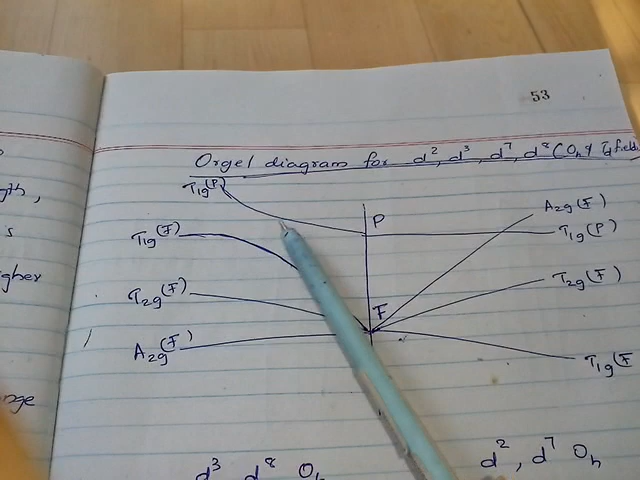 53
Orgel diagram for d², d³, d⁷, d⁸ (Oh & Td field
T1g(P)
P
A2g(F)
T1g(F)
T1g(P)
T2g(F)
F
T2g(F)
A2g(F)
T1g(F
d³ d⁸ Oh
d², d⁷ Oh